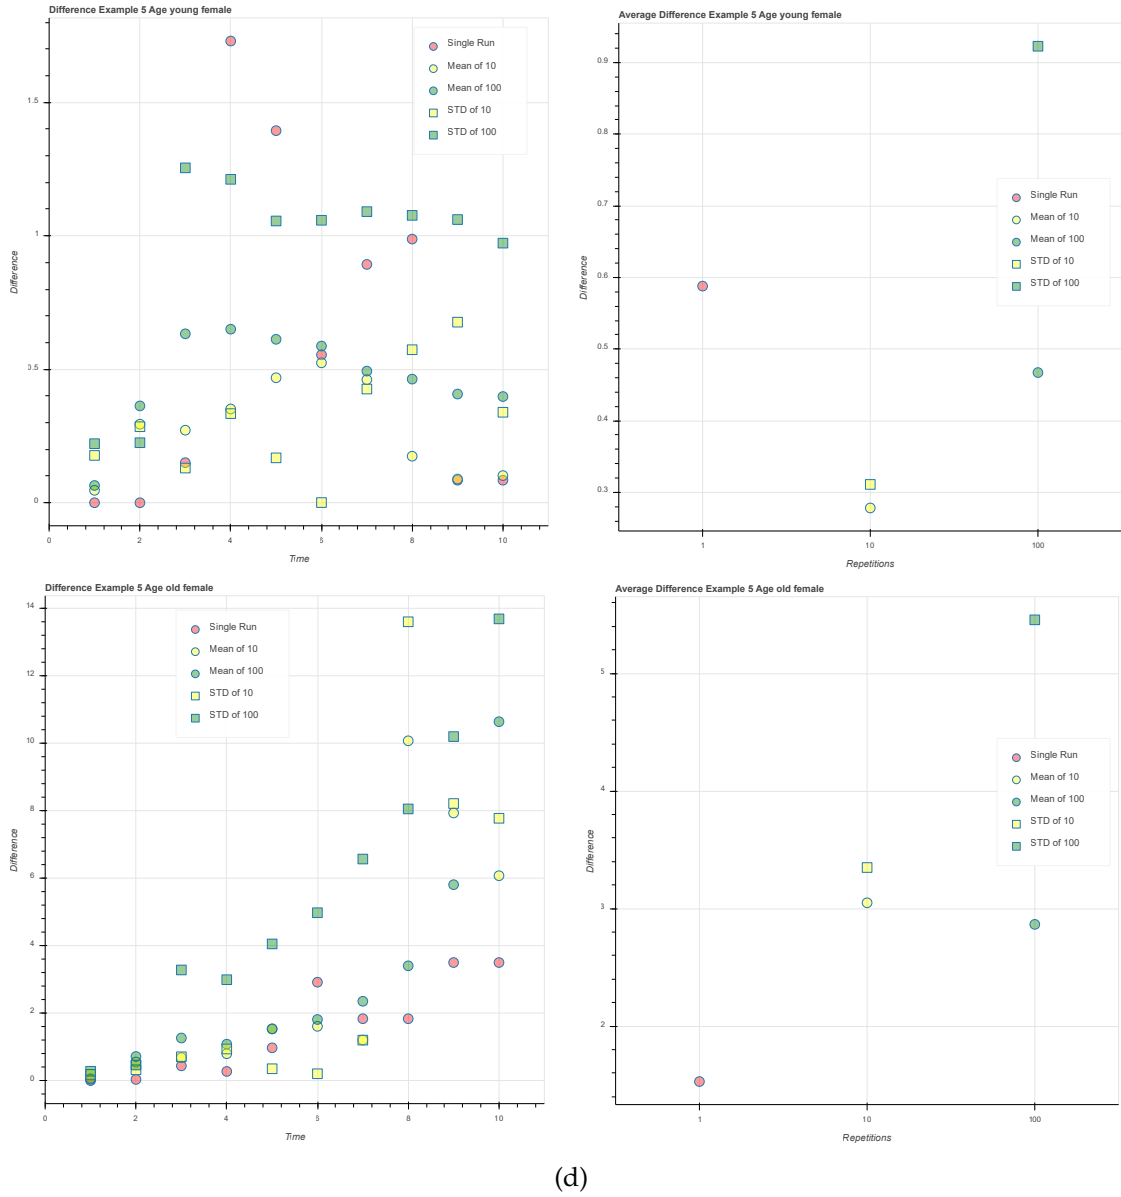 Difference Example 5 Age young female
1.5
1
0.5
0
Difference
0 2 4 6 8 10
Time
Single Run
Mean of 10
Mean of 100
STD of 10
STD of 100
Average Difference Example 5 Age young female
0.9
0.8
0.7
0.6
0.5
0.4
0.3
Difference
1 10 100
Repetitions
Single Run
Mean of 10
Mean of 100
STD of 10
STD of 100
Difference Example 5 Age old female
14
12
10
8
6
4
2
0
Difference
0 2 4 6 8 10
Time
Single Run
Mean of 10
Mean of 100
STD of 10
STD of 100
Average Difference Example 5 Age old female
5
4
3
2
Difference
1 10 100
Repetitions
Single Run
Mean of 10
Mean of 100
STD of 10
STD of 100
(d)